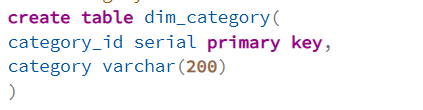 create table dim_category(
category_id serial primary key,
category varchar(200)
)